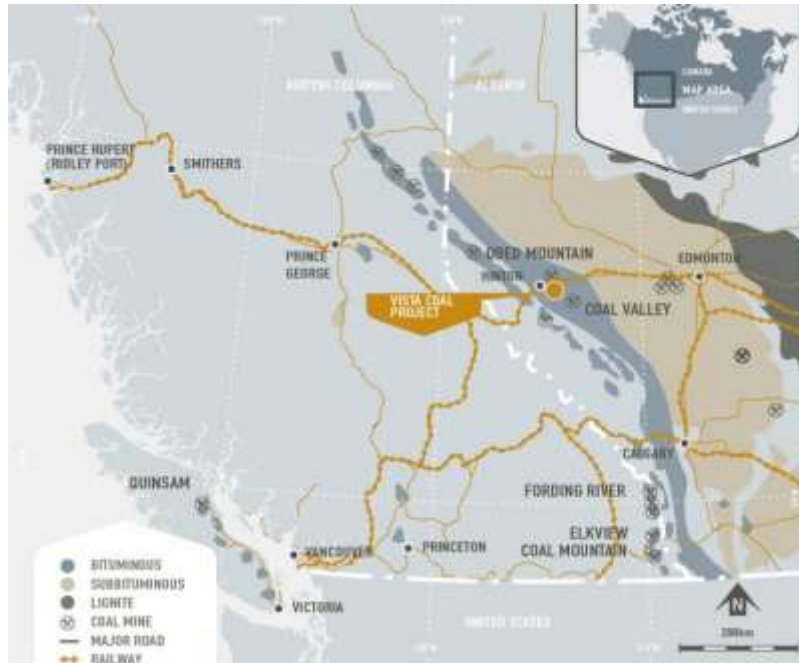 BRITISH COLUMBIA
ALBERTA
CANADA
MAP AREA
UNITED STATES
PRINCE RUPERT
(RIDLEY PORT)
SMITHERS
PRINCE
GEORGE
OBED MOUNTAIN
HINTON
EDMONTON
VISTA COAL
PROJECT
COAL VALLEY
CALGARY
QUINSAM
FORDING RIVER
ELKVIEW
COAL MOUNTAIN
VANCOUVER
PRINCETON
VICTORIA
UNITED STATES
BITUMINOUS
SUBBITUMINOUS
LIGNITE
COAL MINE
MAJOR ROAD
RAILWAY
N
200km